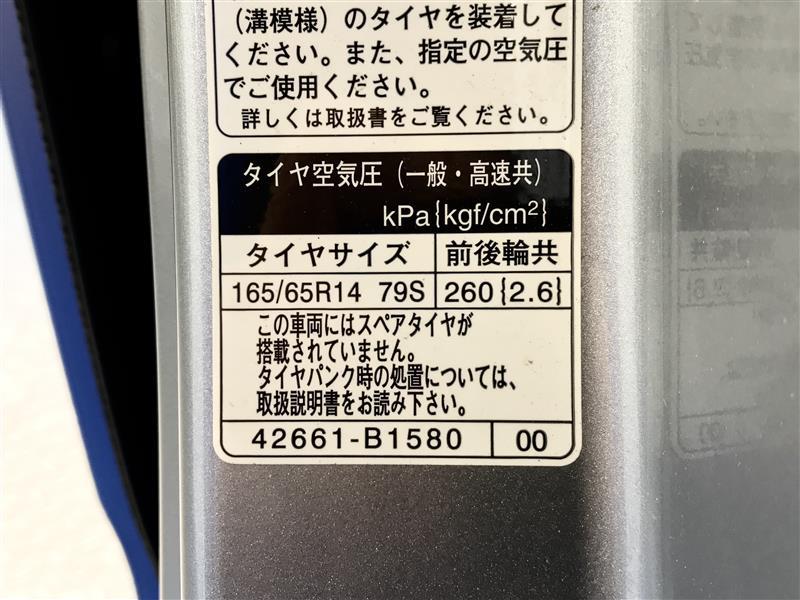 （溝模様）のタイヤを装着して
ください。また、指定の空気圧
でご使用ください。
詳しくは取扱書をご覧ください。
タイヤ空気圧（一般・高速共）
kPa{kgf/cm²}
タイヤサイズ 前後輪共
165/65R14 79S 260{2.6}
この車両にはスペアタイヤが
搭載されていません。
タイヤパンク時の処置については、
取扱説明書をお読み下さい。
42661-B1580 00